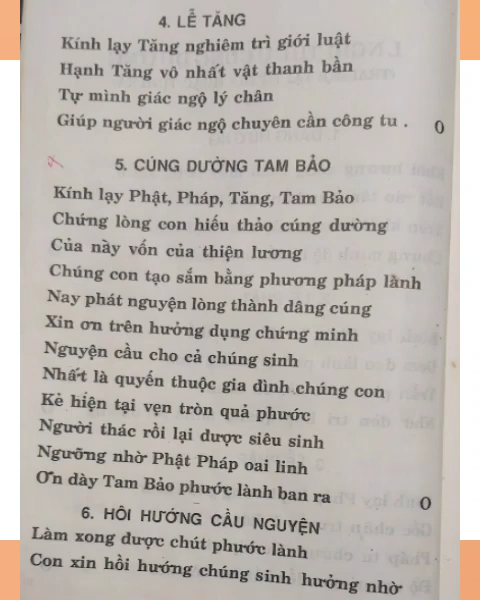 4. LỄ TĂNG
Kính lạy Tăng nghiêm trì giới luật
Hạnh Tăng vô nhất vật thanh bần
Tự mình giác ngộ lý chân
Giúp người giác ngộ chuyên cần công tu . O
5. CÚNG DƯỜNG TAM BẢO
Kính lạy Phật, Pháp, Tăng, Tam Bảo
Chứng lòng con hiếu thảo cúng dường
Của này vốn của thiện lương
Chúng con tạo sắm bằng phương pháp lành
Nay phát nguyện lòng thành dâng cúng
Xin ơn trên hưởng dụng chứng minh
Nguyện cầu cho cả chúng sinh
Nhất là quyến thuộc gia đình chúng con
Kẻ hiện tại vẹn tròn quả phước
Người thác rồi lại được siêu sinh
Ngưỡng nhờ Phật Pháp oai linh
Ơn dày Tam Bảo phước lành ban ra O
6. HỒI HƯỚNG CẦU NGUYỆN
Làm xong được chút phước lành
Con xin hồi hướng chúng sinh hưởng nhờ